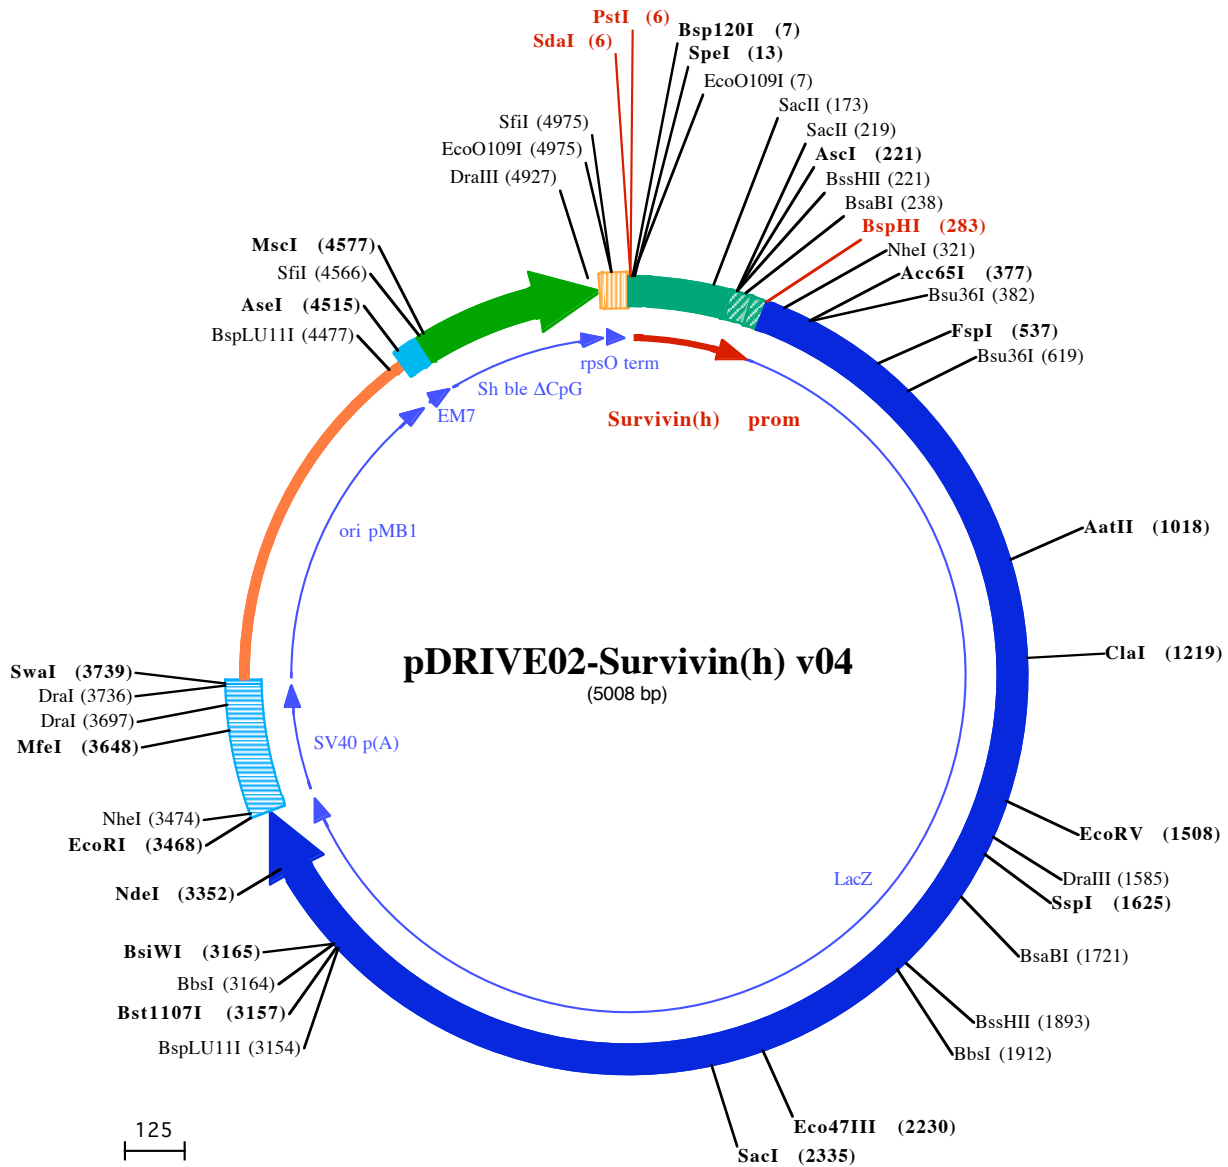 PstI (6)
SdaI (6)
Bsp120I (7)
SpeI (13)
EcoO109I (7)
SacII (173)
SacII (219)
AscI (221)
BssHII (221)
BsaBI (238)
BspHI (283)
NheI (321)
Acc65I (377)
Bsu36I (382)
FspI (537)
Bsu36I (619)
AatII (1018)
ClaI (1219)
EcoRV (1508)
DraIII (1585)
SspI (1625)
BsaBI (1721)
BssHII (1893)
BbsI (1912)
Eco47III (2230)
SacI (2335)
BspLU11I (3154)
Bst1107I (3157)
BbsI (3164)
BsiWI (3165)
NdeI (3352)
EcoRI (3468)
NheI (3474)
MfeI (3648)
DraI (3697)
DraI (3736)
SwaI (3739)
BspLU11I (4477)
AseI (4515)
SfiI (4566)
MscI (4577)
DraIII (4927)
EcoO109I (4975)
SfiI (4975)
rpsO term
Sh ble ΔCpG
EM7
Survivin(h) prom
ori pMB1
pDRIVE02-Survivin(h) v04
(5008 bp)
SV40 p(A)
LacZ
125